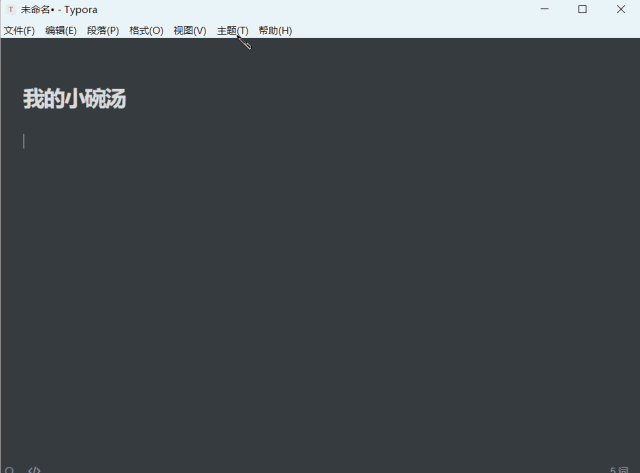 T 未命名• - Typora
文件(F) 编辑(E) 段落(P) 格式(O) 视图(V) 主题(T) 帮助(H)
我的小碗汤